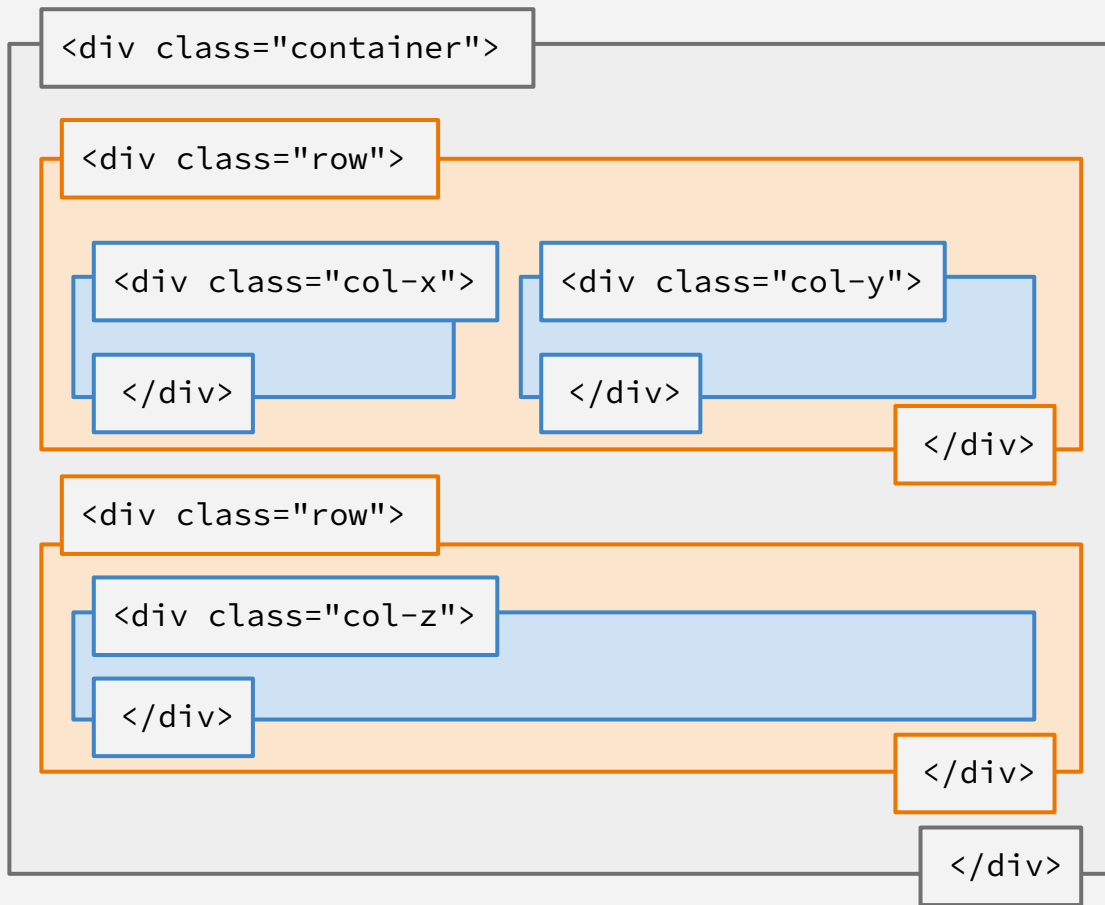 <div class="container">
<div class="row">
<div class="col-x"> <div class="col-y">
</div> </div>
</div>
<div class="row">
<div class="col-z">
</div>
</div>
</div>